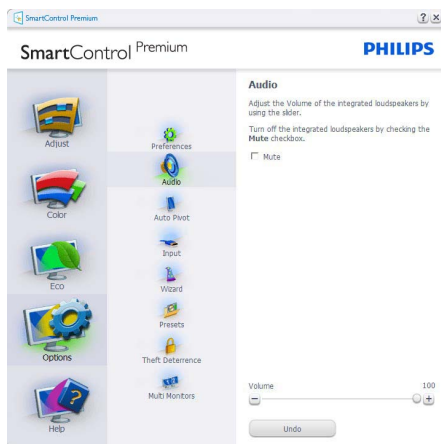 SmartControl Premium
? ×
SmartControl Premium
PHILIPS
Adjust
Color
Eco
Options
Help
Preferences
Audio
Auto Pivot
Input
Wizard
Presets
Theft Deterrence
Multi Monitors
Audio
Adjust the Volume of the integrated loudspeakers by
using the slider.
Turn off the integrated loudspeakers by checking the
Mute checkbox.
Mute
Volume 100
Undo